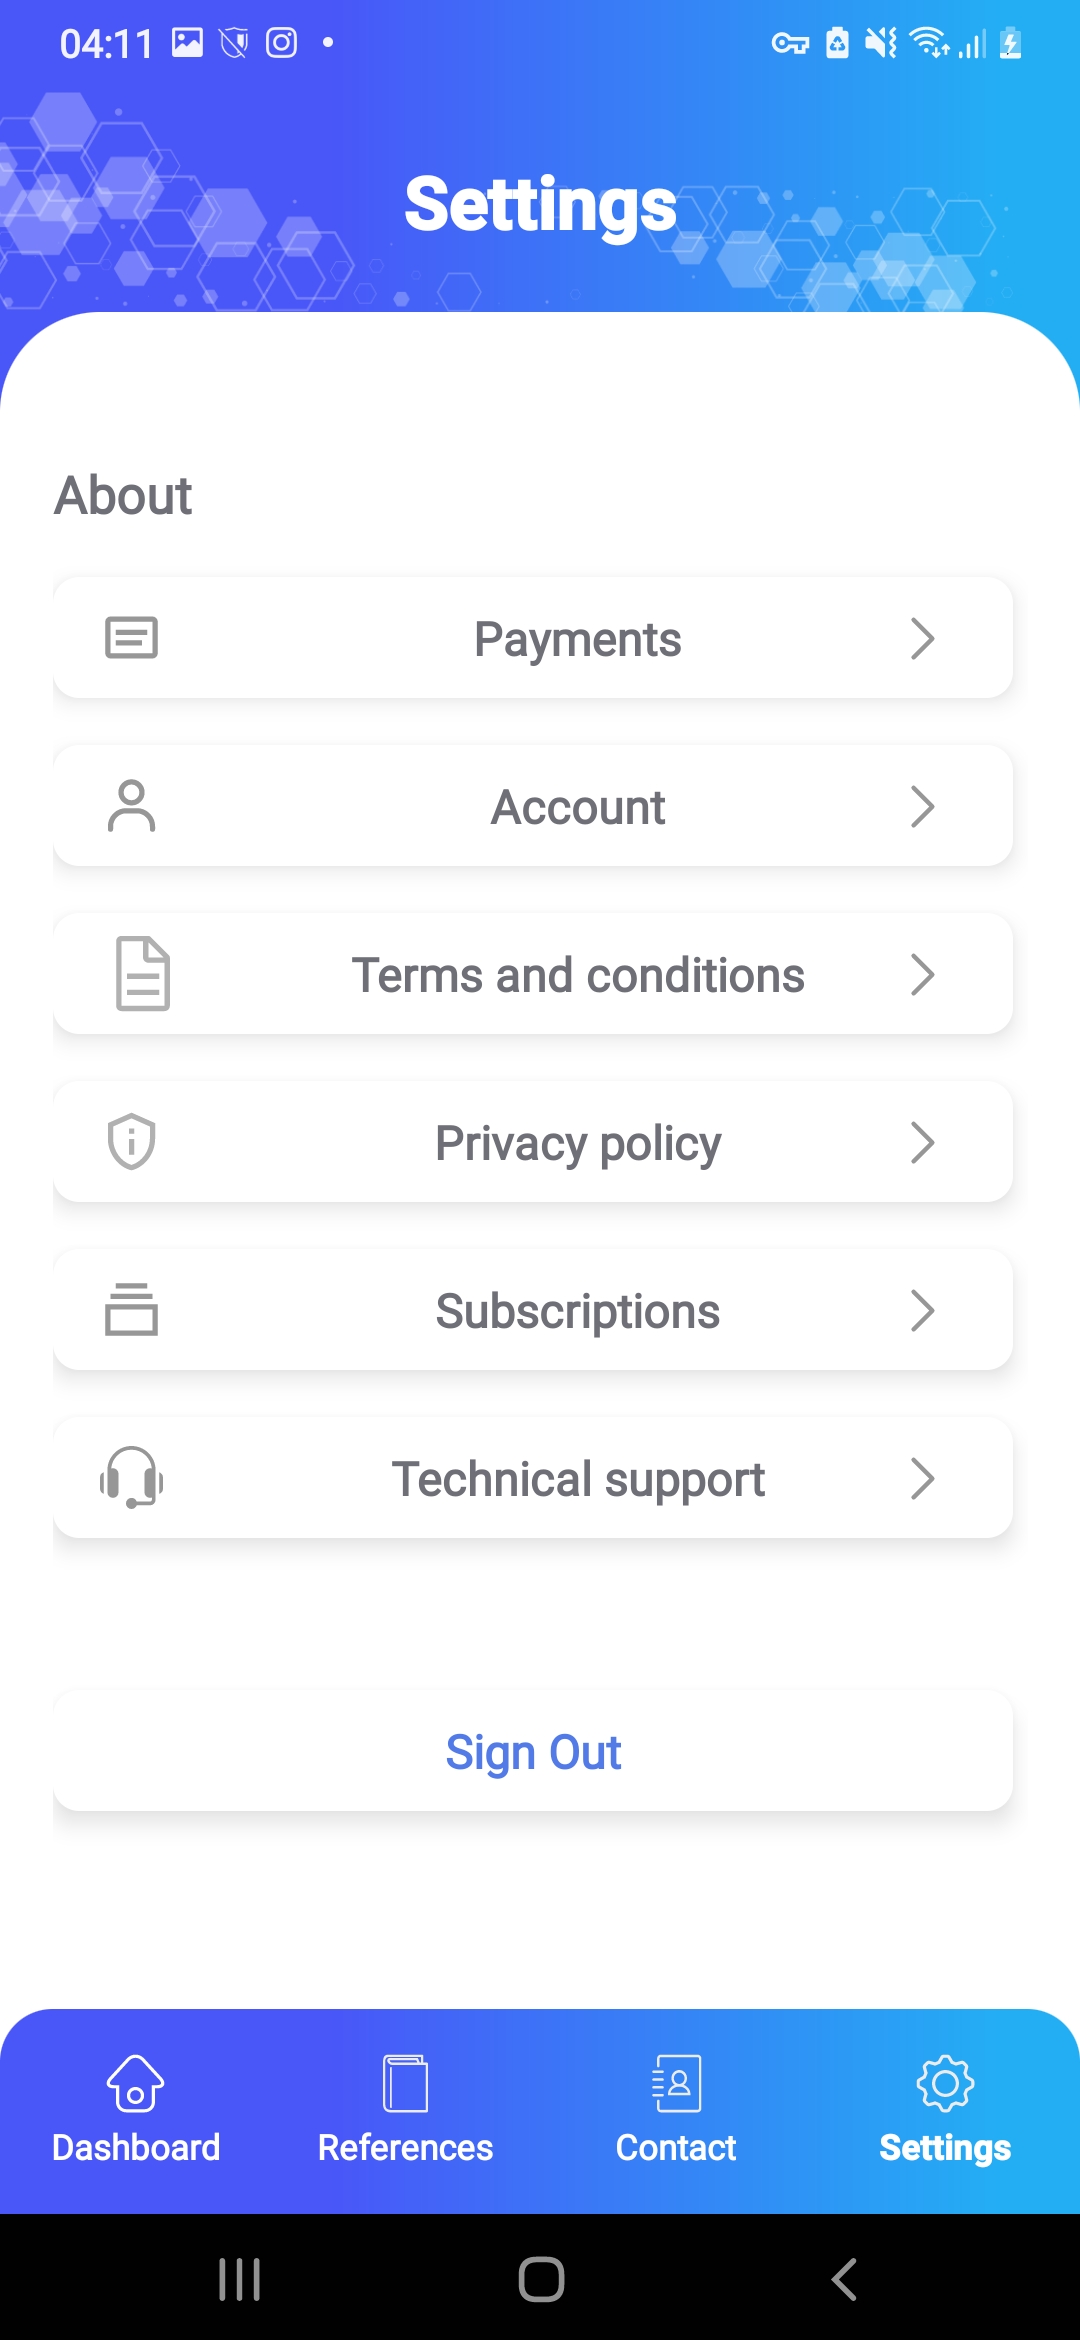 04:11
Settings
About
Payments
Account
Terms and conditions
Privacy policy
Subscriptions
Technical support
Sign Out
Dashboard References Contact Settings